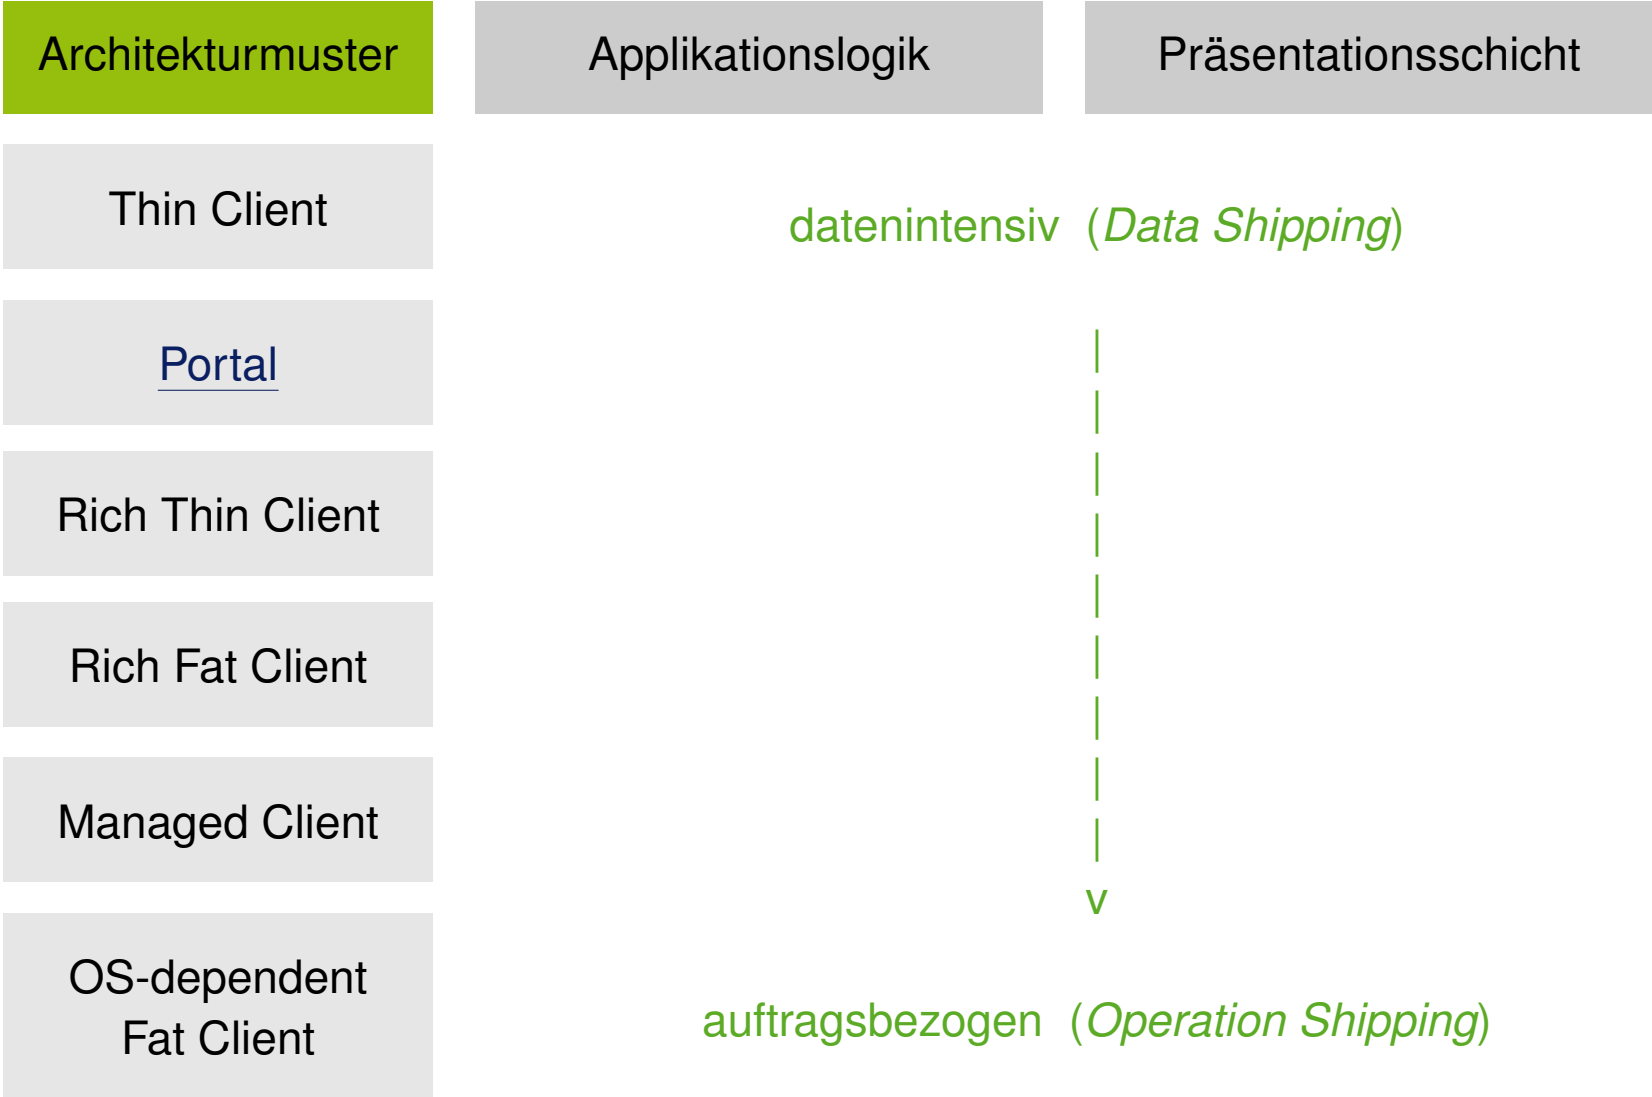 Architekturmuster
Applikationslogik
Präsentationsschicht
Thin Client
datenintensiv (Data Shipping)
Portal
|
|
|
Rich Thin Client
|
|
Rich Fat Client
|
|
|
Managed Client
|
v
OS-dependent
Fat Client
auftragsbezogen (Operation Shipping)